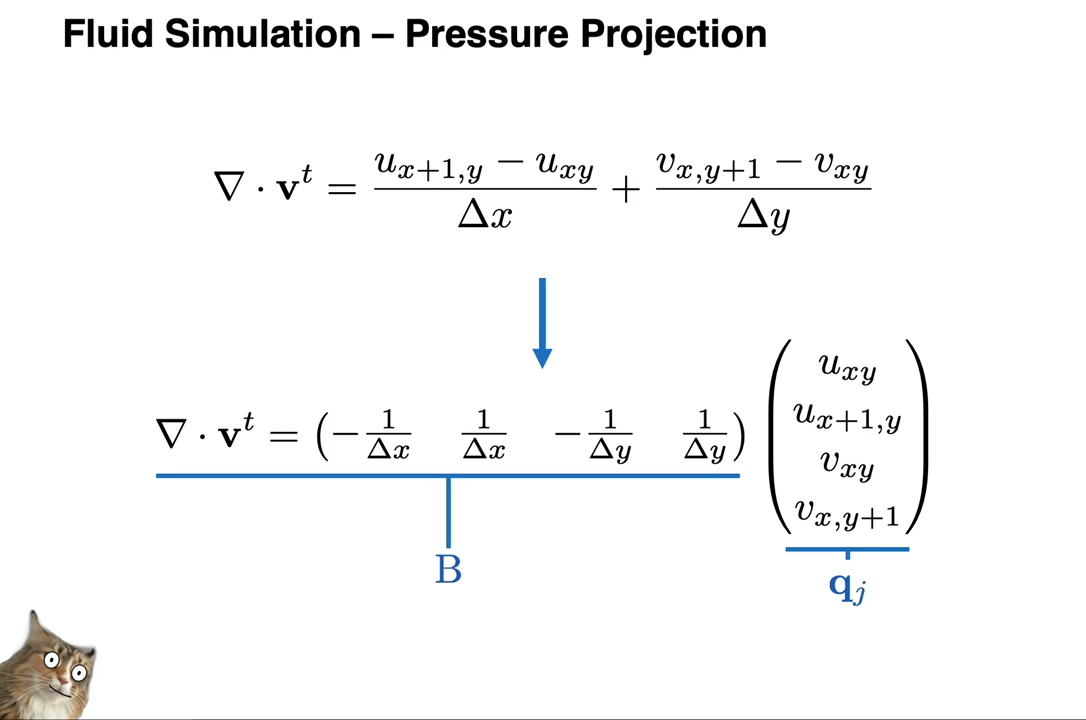 Fluid Simulation – Pressure Projection
∇ · v^t = (u_{x+1,y} − u_{xy})/Δx + (v_{x,y+1} − v_{xy})/Δy
∇ · v^t = (−1/Δx  1/Δx  −1/Δy  1/Δy) (u_{xy}
u_{x+1,y}
v_{xy}
v_{x,y+1})
B
q_j